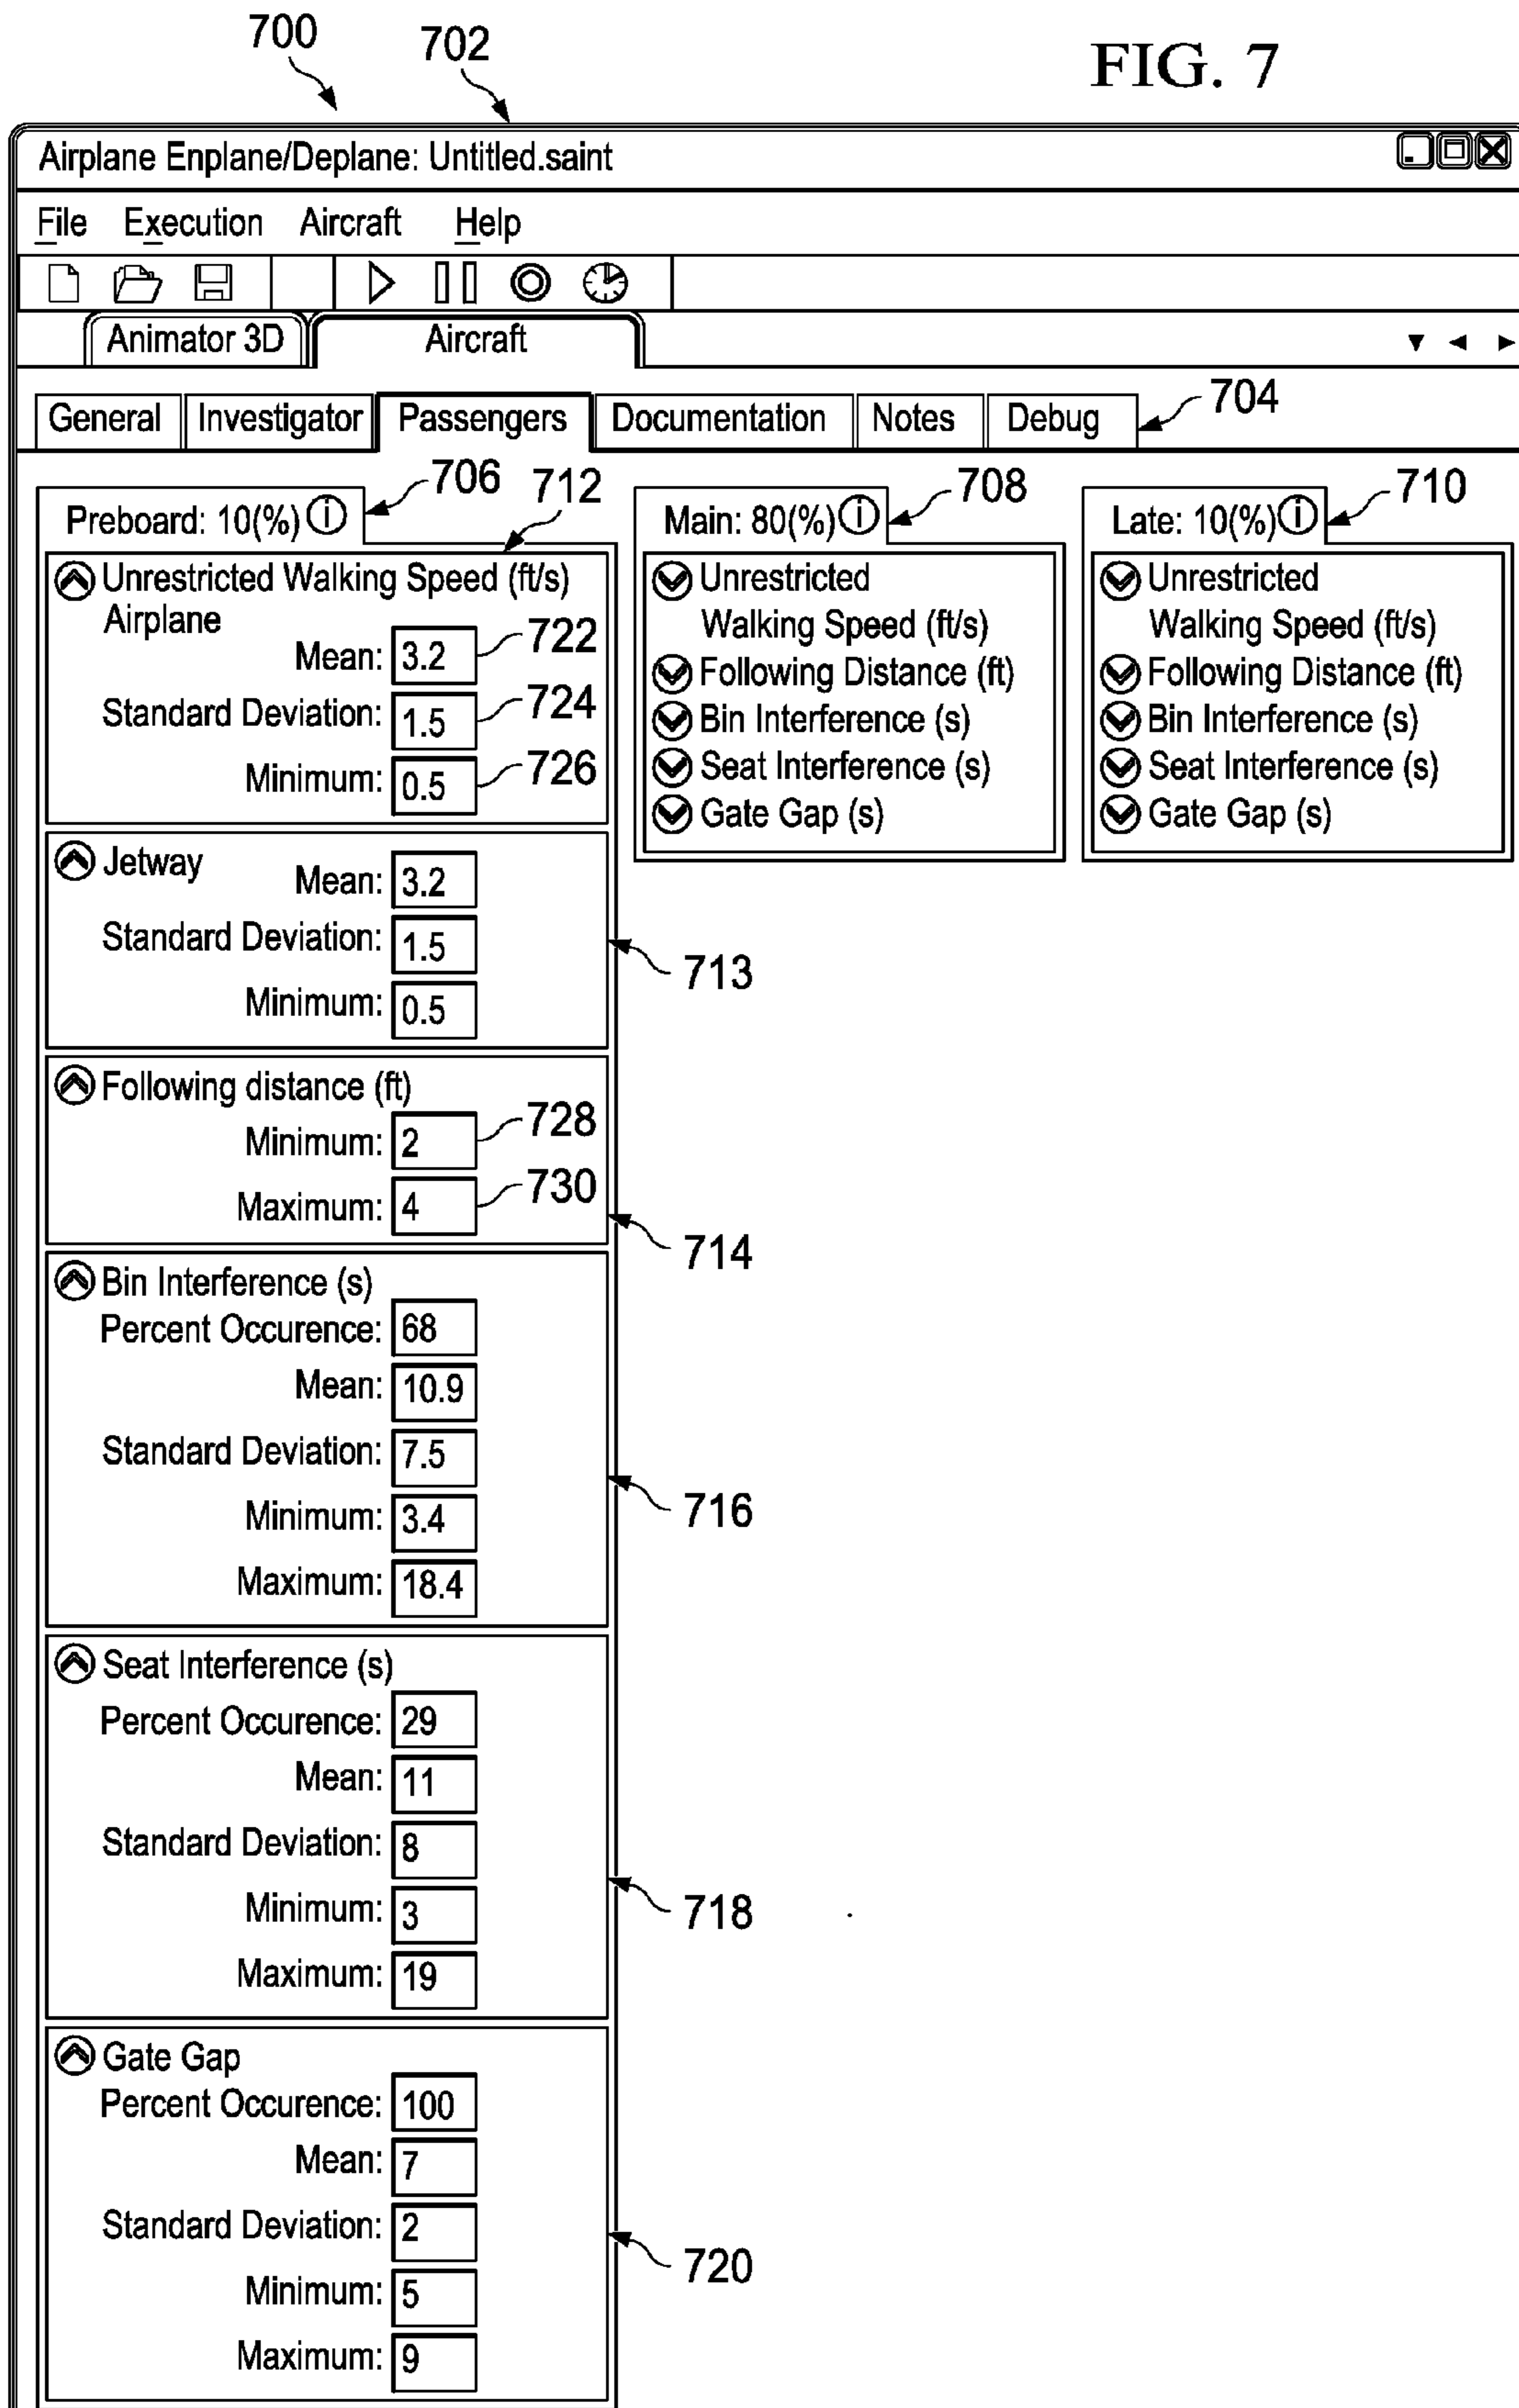 700
702
FIG. 7
Airplane Enplane/Deplane: Untitled.saint
File Execution Aircraft Help
Animator 3D Aircraft
General Investigator Passengers Documentation Notes Debug
704
706
712
708
710
Preboard: 10(%)
Unrestricted Walking Speed (ft/s)
Airplane
Mean: 3.2
722
Standard Deviation: 1.5
724
Minimum: 0.5
726
Jetway
Mean: 3.2
Standard Deviation: 1.5
Minimum: 0.5
713
Following distance (ft)
Minimum: 2
728
Maximum: 4
730
714
Bin Interference (s)
Percent Occurence: 68
Mean: 10.9
Standard Deviation: 7.5
Minimum: 3.4
Maximum: 18.4
716
Seat Interference (s)
Percent Occurence: 29
Mean: 11
Standard Deviation: 8
Minimum: 3
Maximum: 19
718
Gate Gap
Percent Occurence: 100
Mean: 7
Standard Deviation: 2
Minimum: 5
Maximum: 9
720
Main: 80(%)
Unrestricted
Walking Speed (ft/s)
Following Distance (ft)
Bin Interference (s)
Seat Interference (s)
Gate Gap (s)
Late: 10(%)
Unrestricted
Walking Speed (ft/s)
Following Distance (ft)
Bin Interference (s)
Seat Interference (s)
Gate Gap (s)